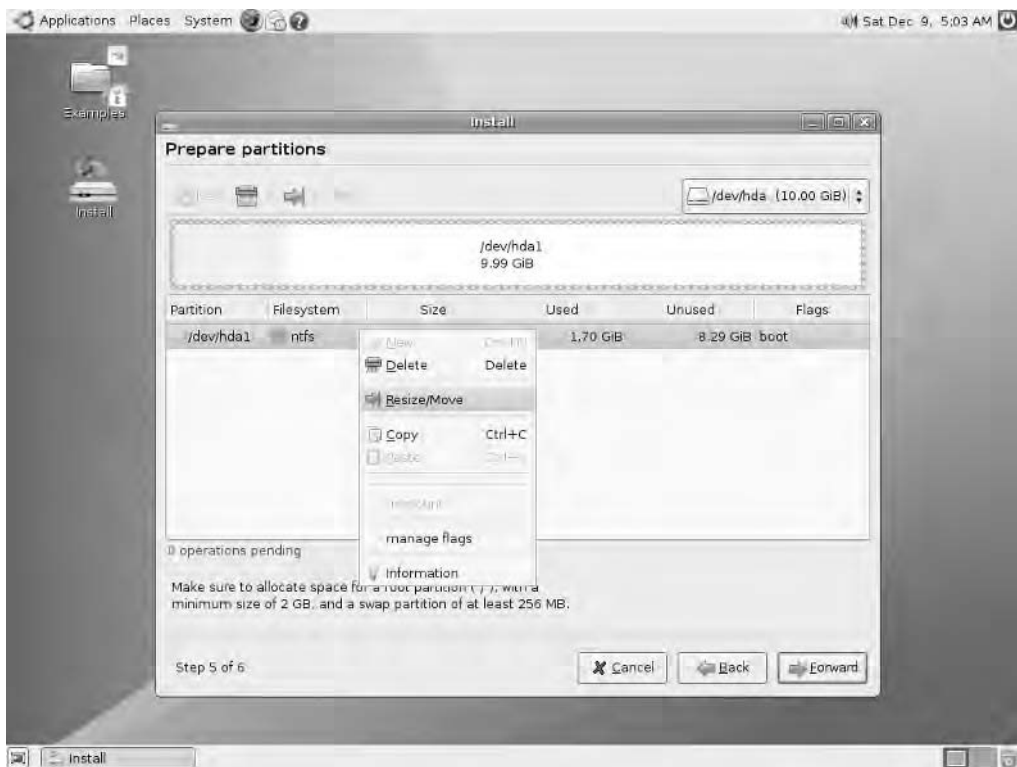 Applications Places System
Sat Dec 9, 5:03 AM
Examples
Install
Install
Prepare partitions
/dev/hda (10.00 GiB)
/dev/hda1
9.99 GiB
Partition Filesystem Size Used Unused Flags
/dev/hda1 ntfs 1.70 GiB 8.29 GiB boot
New
Delete Delete
Resize/Move
Copy Ctrl+C
Paste
Unmount
manage flags
Information
0 operations pending
Make sure to allocate space for a root partition ( / ), with a
minimum size of 2 GB, and a swap partition of at least 256 MB.
Step 5 of 6
Cancel Back Forward
Install